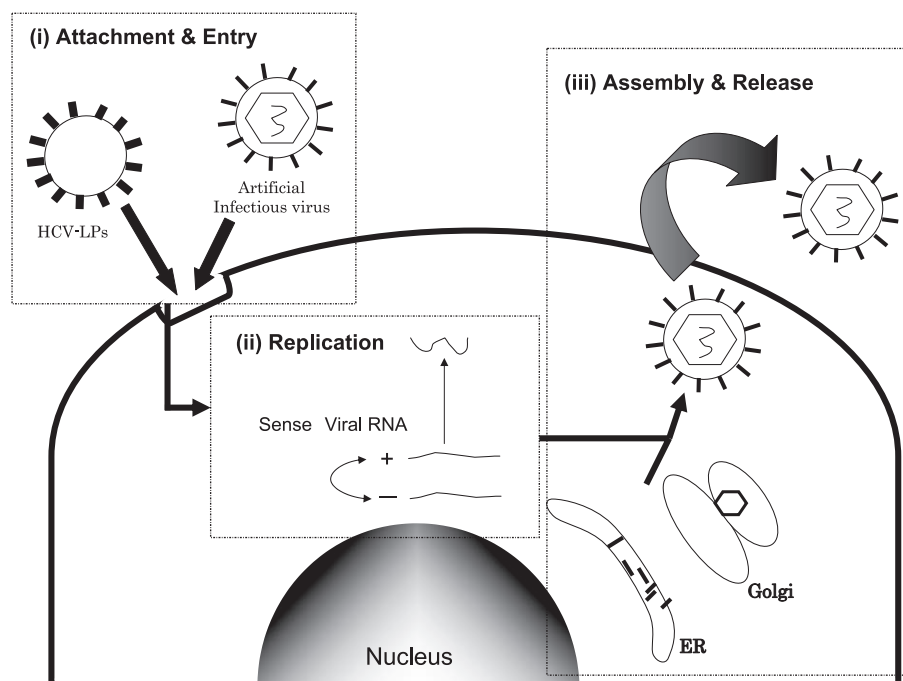 (i) Attachment & Entry
HCV-LPs
Artificial
Infectious virus
(ii) Replication
Sense Viral RNA
+
−
(iii) Assembly & Release
Golgi
ER
Nucleus